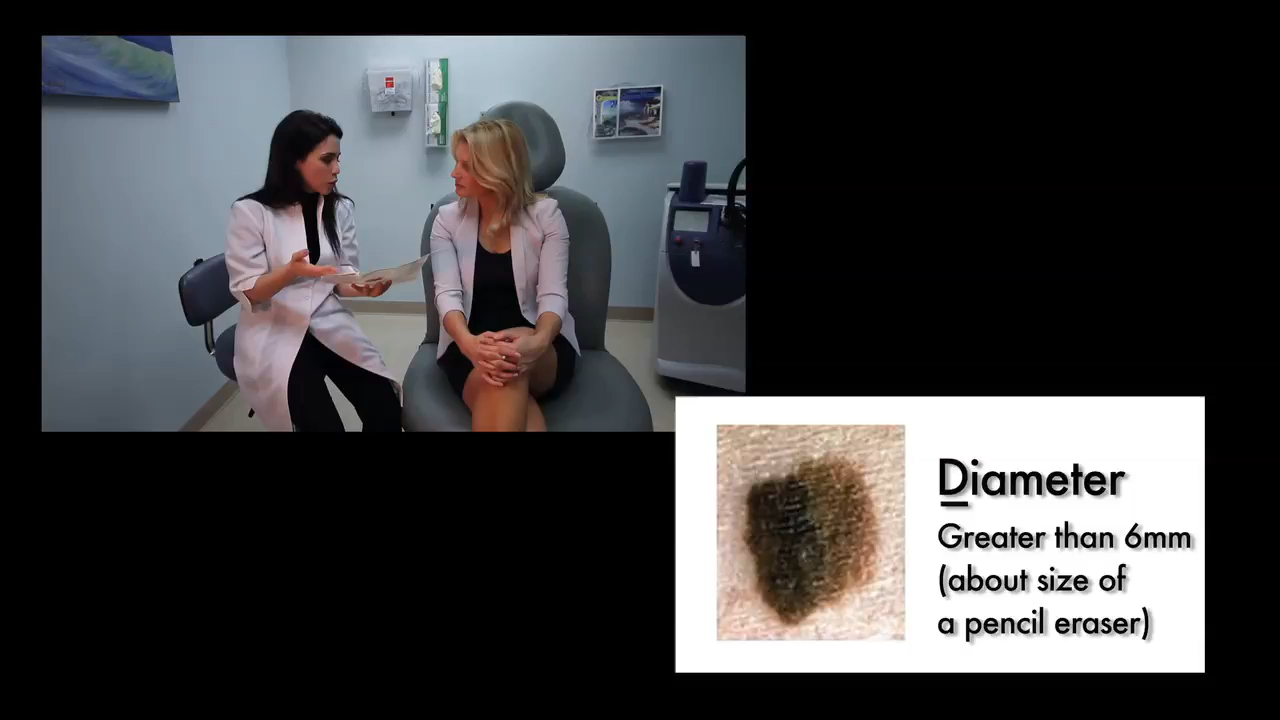 Diameter
Greater than 6mm
(about size of
a pencil eraser)